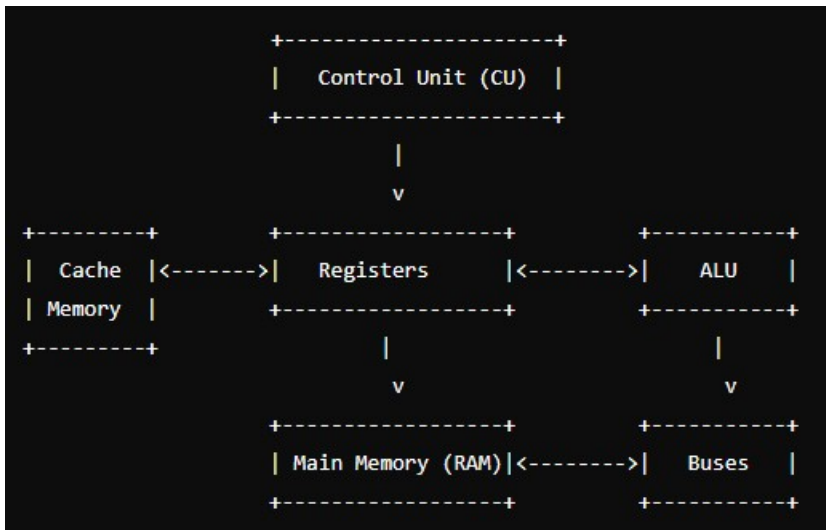 Control Unit (CU)
Cache Registers ALU
Memory
Main Memory (RAM) Buses